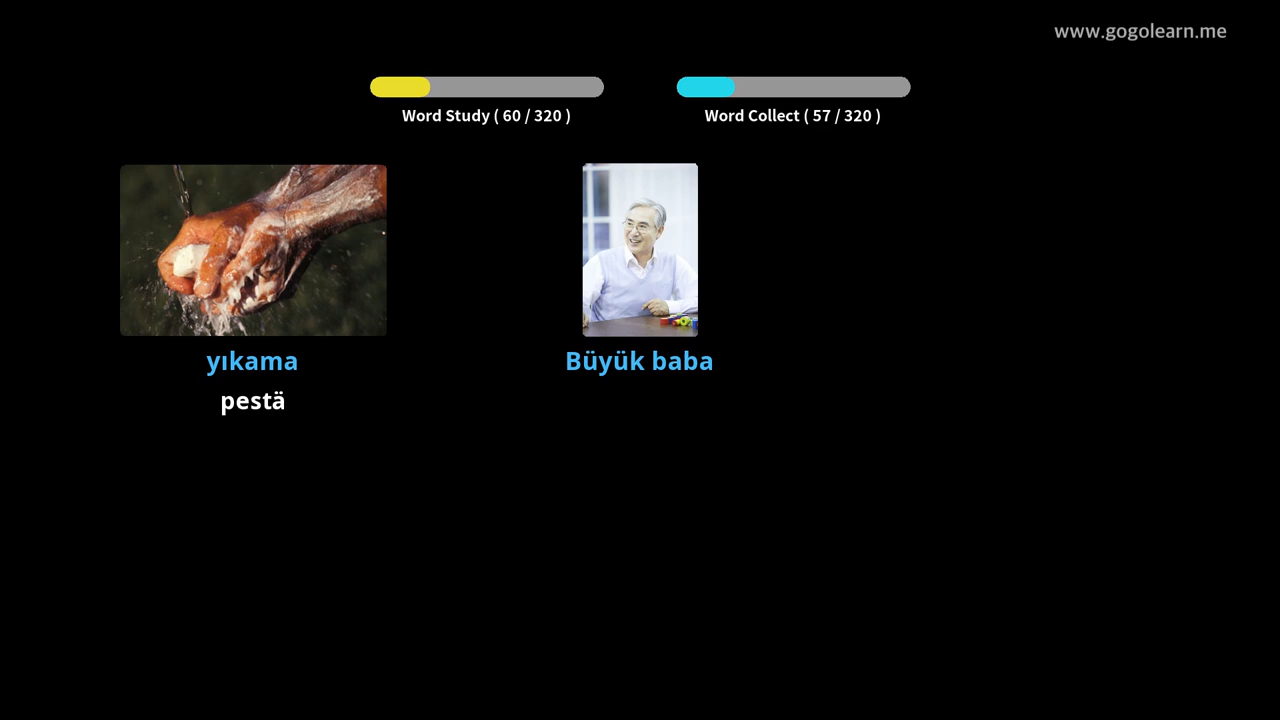 www.gogolearn.me
Word Study ( 60 / 320 )
Word Collect ( 57 / 320 )
yıkama
Büyük baba
pestä